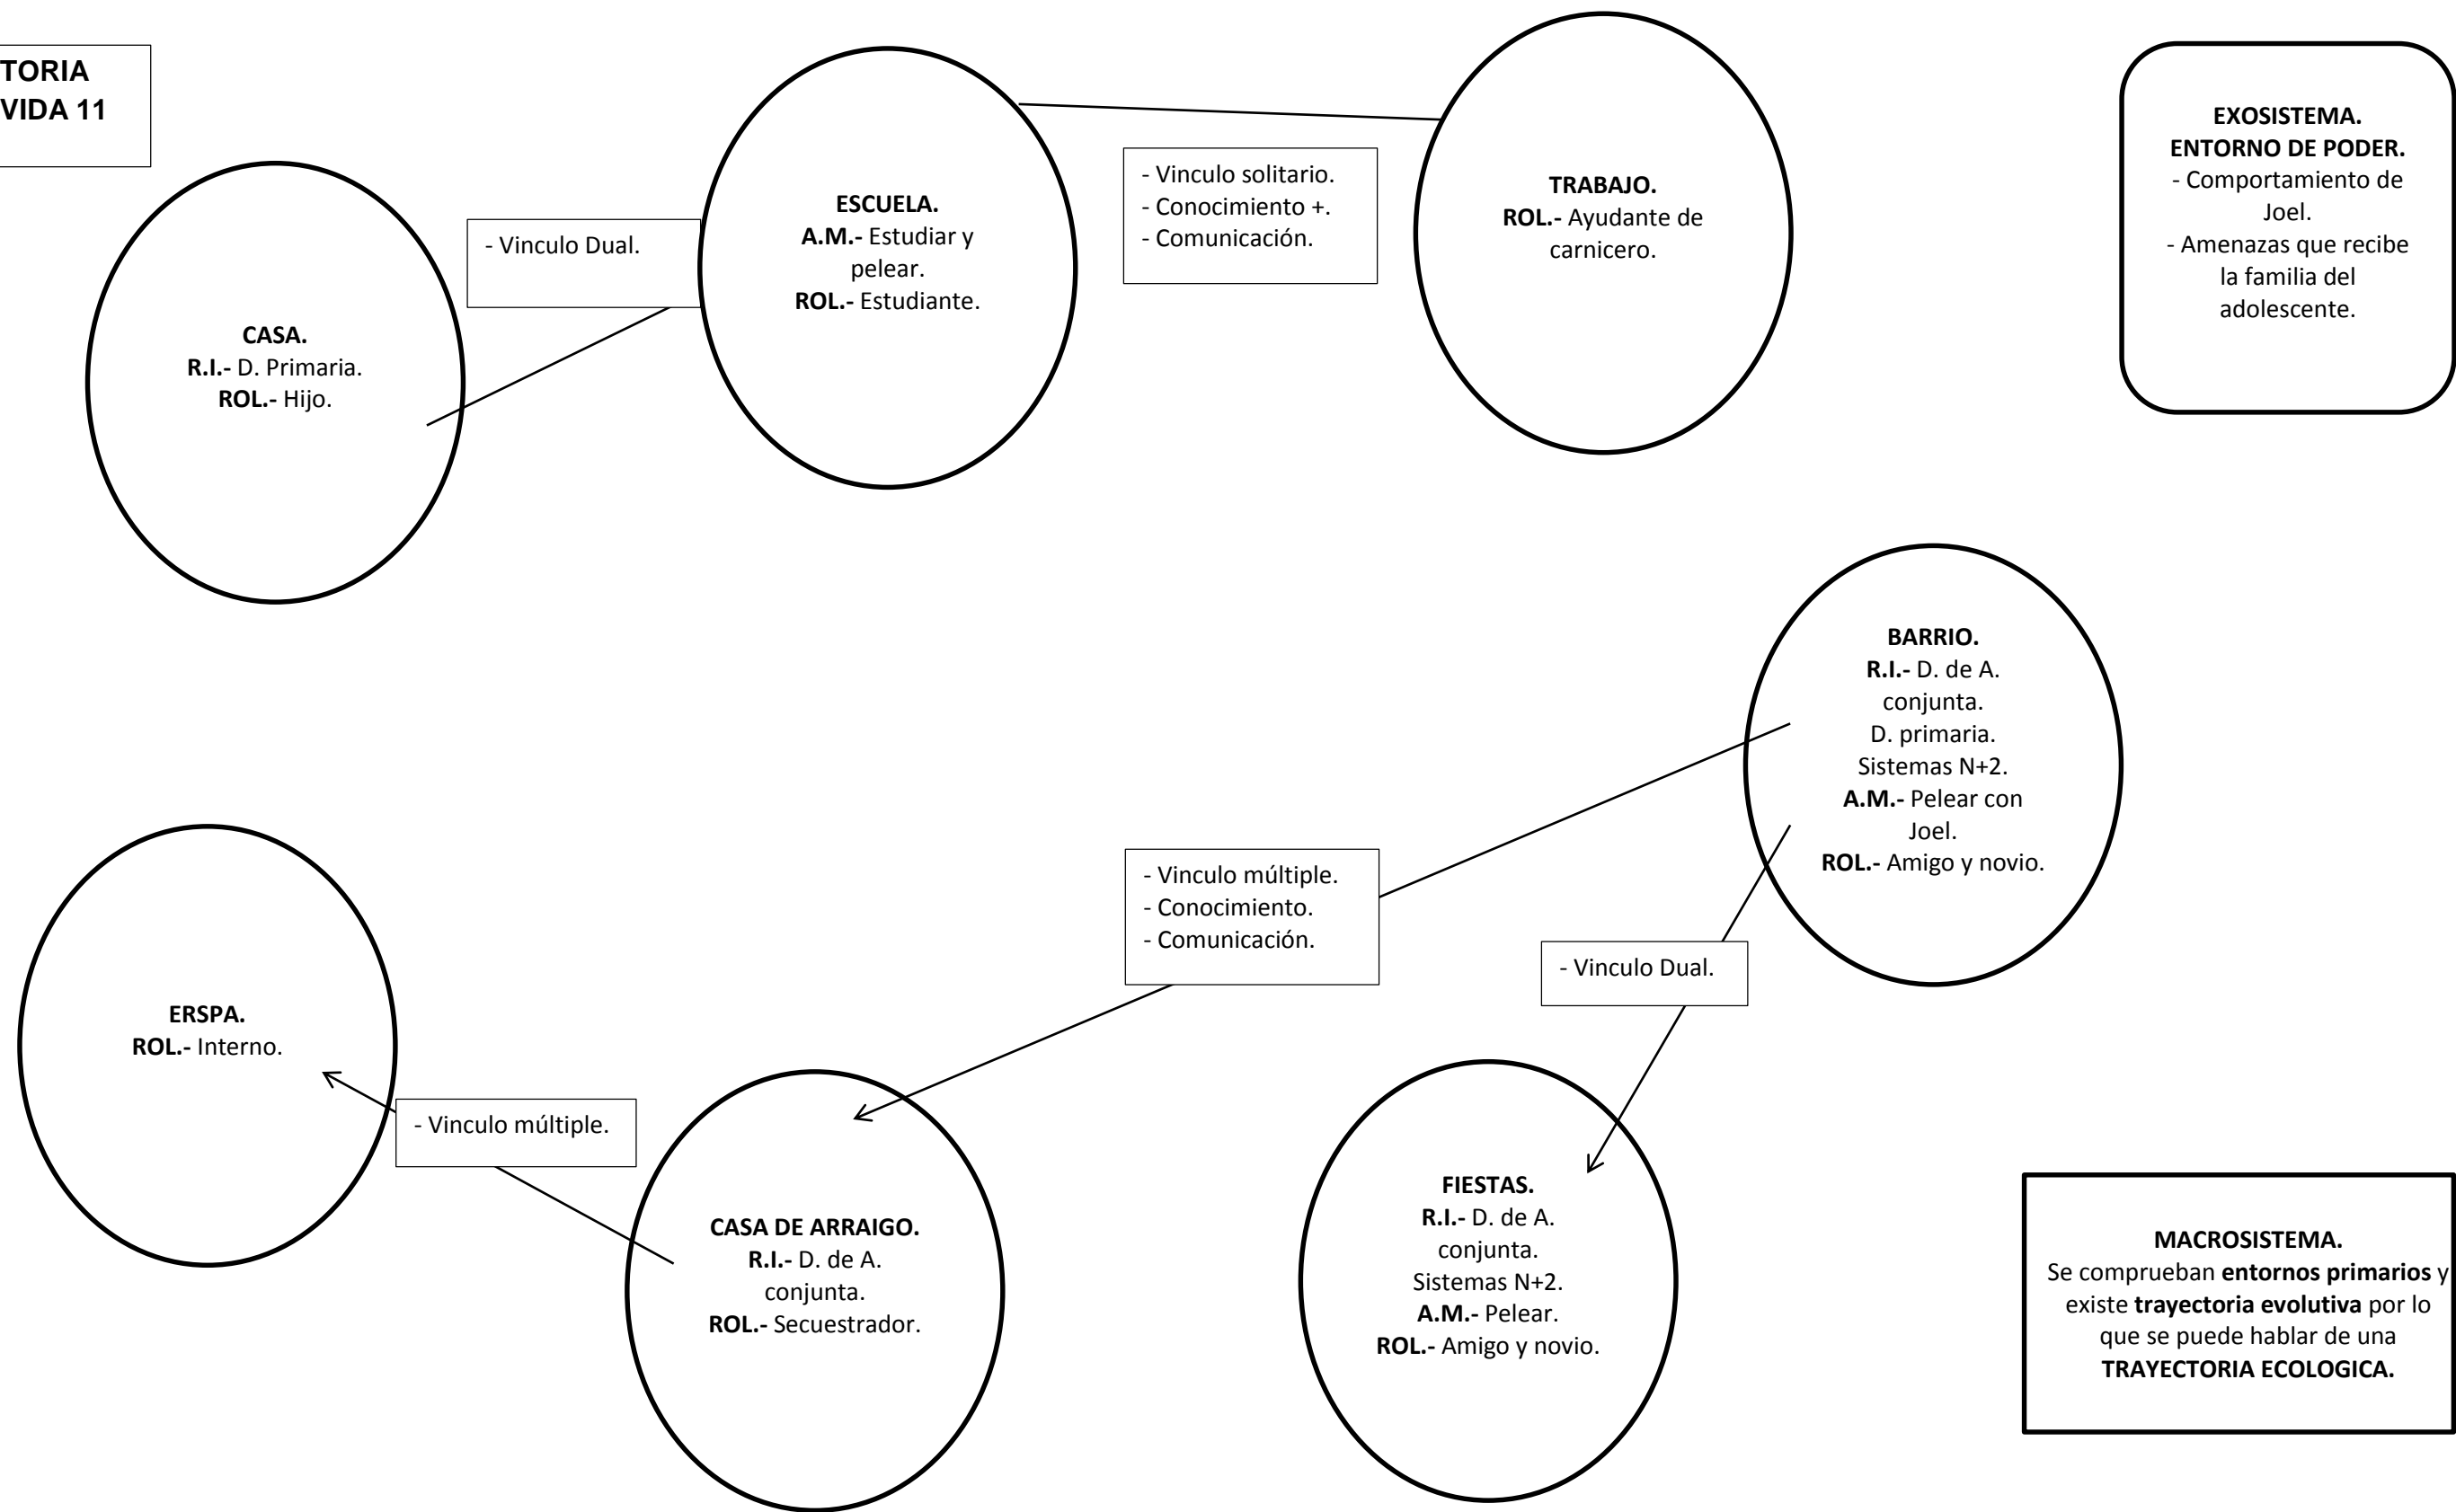 TORIA
VIDA 11
CASA.
R.I.- D. Primaria.
ROL.- Hijo.
- Vinculo Dual.
ESCUELA.
A.M.- Estudiar y
pelear.
ROL.- Estudiante.
- Vinculo solitario.
- Conocimiento +.
- Comunicación.
TRABAJO.
ROL.- Ayudante de
carnicero.
EXOSISTEMA.
ENTORNO DE PODER.
- Comportamiento de
Joel.
- Amenazas que recibe
la familia del
adolescente.
BARRIO.
R.I.- D. de A.
conjunta.
D. primaria.
Sistemas N+2.
A.M.- Pelear con
Joel.
ROL.- Amigo y novio.
- Vinculo múltiple.
- Conocimiento.
- Comunicación.
- Vinculo Dual.
ERSPA.
ROL.- Interno.
- Vinculo múltiple.
CASA DE ARRAIGO.
R.I.- D. de A.
conjunta.
ROL.- Secuestrador.
FIESTAS.
R.I.- D. de A.
conjunta.
Sistemas N+2.
A.M.- Pelear.
ROL.- Amigo y novio.
MACROSISTEMA.
Se comprueban entornos primarios y
existe trayectoria evolutiva por lo
que se puede hablar de una
TRAYECTORIA ECOLOGICA.